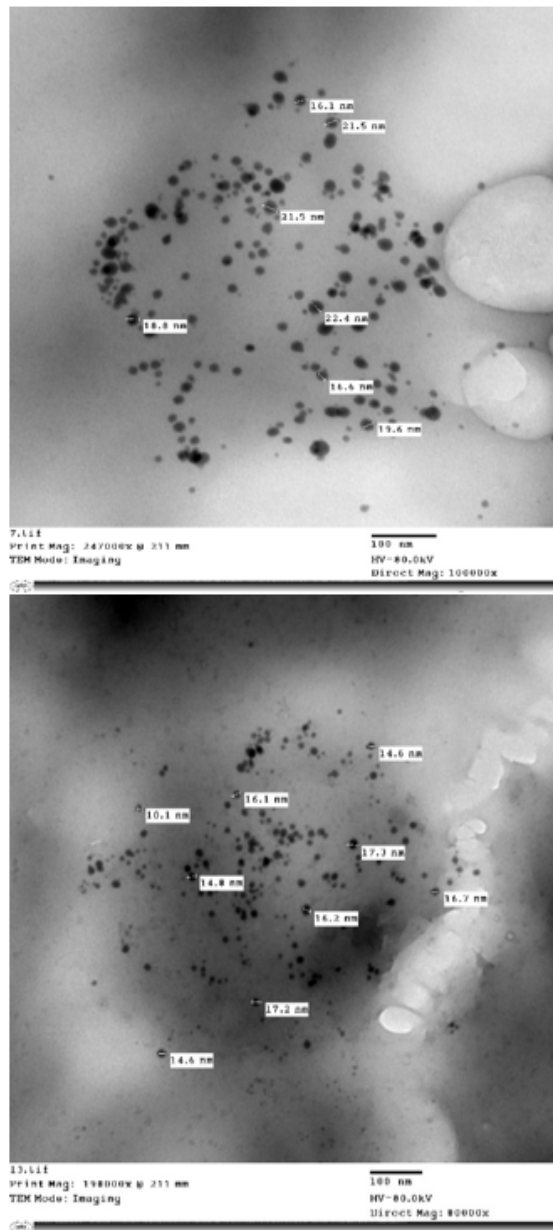 16.1 nm
21.5 nm
21.5 nm
22.4 nm
18.8 nm
16.6 nm
19.6 nm
7.tif
Print Mag: 247000x @ 211 mm
TEM Mode: Imaging
100 nm
HV=80.0kV
Direct Mag: 100000x
14.6 nm
16.1 nm
10.1 nm
17.3 nm
14.8 nm
16.7 nm
16.2 nm
17.2 nm
14.6 nm
13.tif
Print Mag: 198000x @ 211 mm
TEM Mode: Imaging
100 nm
HV=80.0kV
Direct Mag: 80000x